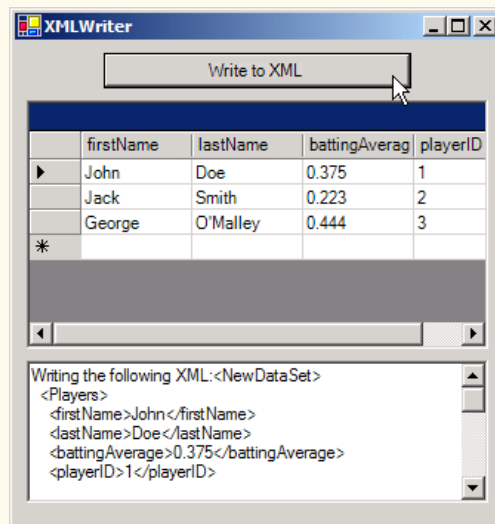 XMLWriter
Write to XML
firstName lastName battingAverag playerID
John Doe 0.375 1
Jack Smith 0.223 2
George O'Malley 0.444 3
Writing the following XML:<NewDataSet>
<Players>
<firstName>John</firstName>
<lastName>Doe</lastName>
<battingAverage>0.375</battingAverage>
<playerID>1</playerID>